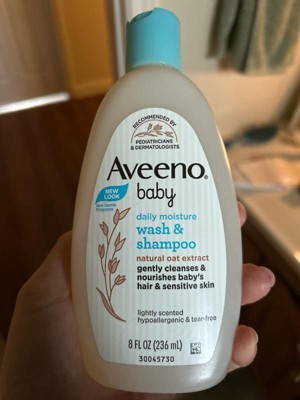 RECOMMENDED BY
PEDIATRICIANS
& DERMATOLOGISTS
Aveeno®
baby
NEW
LOOK
daily moisture
wash &
shampoo
natural oat extract
gently cleanses &
nourishes baby's
hair & sensitive skin
lightly scented
hypoallergenic & tear-free
8 FL OZ (236 mL)
30045730